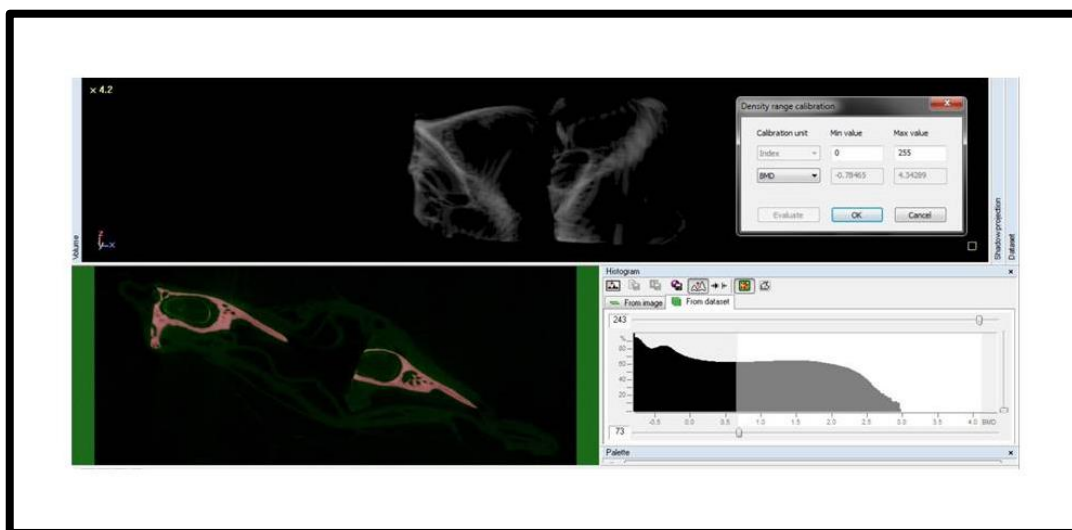 × 4.2
Volume
Density range calibration
Calibration unit Min value Max value
Index 0 255
BMD -0.78465 4.34289
Evaluate OK Cancel
Shadowprojection
Dataset
Histogram
From image From dataset
243
%
80
60
40
20
-0.5 0.0 0.5 1.0 1.5 2.0 2.5 3.0 3.5 4.0 BMD
73
Palette